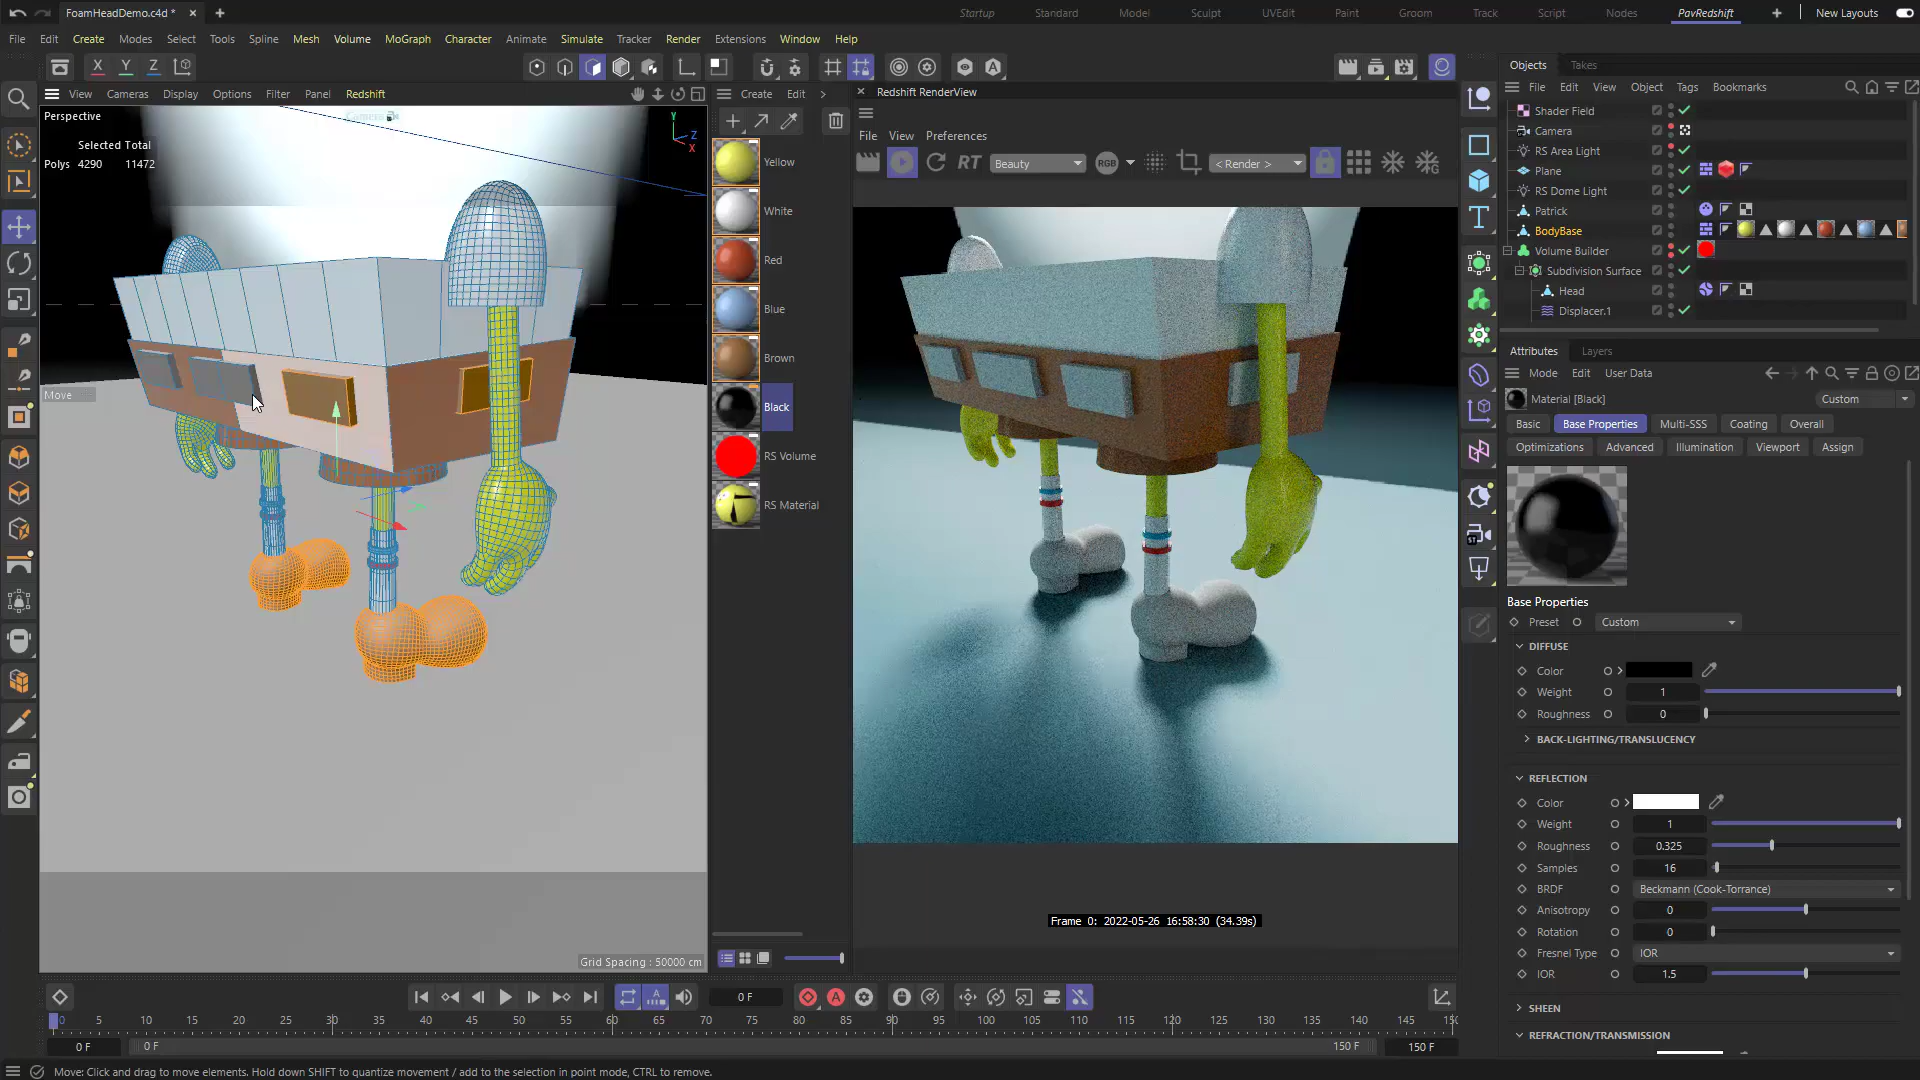 FoamHeadDemo.c4d *
Startup
Standard
Model
Sculpt
UVEdit
Paint
Groom
Track
Script
Nodes
PavRedshift
New Layouts
File
Edit
Create
Modes
Select
Tools
Spline
Mesh
Volume
MoGraph
Character
Animate
Simulate
Tracker
Render
Extensions
Window
Help
X
Y
Z
View
Cameras
Display
Options
Filter
Panel
Redshift
Perspective
Selected Total
Polys 4290 11472
Y
Z
X
Move
Grid Spacing : 50000 cm
Create
Edit
Yellow
White
Red
Blue
Brown
Black
RS Volume
RS Material
Redshift RenderView
File
View
Preferences
RT
Beauty
RGB
< Render >
Frame 0: 2022-05-26 16:58:30 (34.39s)
Objects
Takes
File
Edit
View
Object
Tags
Bookmarks
Shader Field
Camera
RS Area Light
Plane
RS Dome Light
Patrick
BodyBase
Volume Builder
Subdivision Surface
Head
Displacer.1
Attributes
Layers
Mode
Edit
User Data
Material [Black]
Custom
Basic
Base Properties
Multi-SSS
Coating
Overall
Optimizations
Advanced
Illumination
Viewport
Assign
Base Properties
Preset
Custom
DIFFUSE
Color
Weight 1
Roughness 0
BACK-LIGHTING/TRANSLUCENCY
REFLECTION
Color
Weight 1
Roughness 0.325
Samples 16
BRDF Beckmann (Cook-Torrance)
Anisotropy 0
Rotation 0
Fresnel Type IOR
IOR 1.5
SHEEN
REFRACTION/TRANSMISSION
0 F
0 5 10 15 20 25 30 35 40 45 50 55 60 65 70 75 80 85 90 95 100 105 110 115 120 125 130 135 140 145
0 F
0 F
150 F
150 F
Move: Click and drag to move elements. Hold down SHIFT to quantize movement / add to the selection in point mode, CTRL to remove.